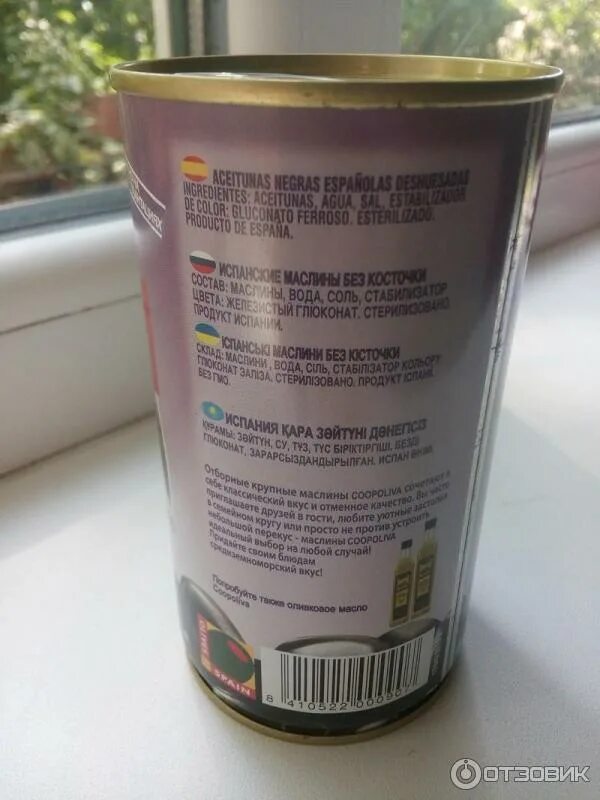 ACEITUNAS NEGRAS ESPAÑOLAS DESHUESADAS
INGREDIENTES: ACEITUNAS, AGUA, SAL, ESTABILIZADOR
DE COLOR: GLUCONATO FERROSO. ESTERILIZADO.
PRODUCTO DE ESPAÑA.
ИСПАНСКИЕ МАСЛИНЫ БЕЗ КОСТОЧКИ
СОСТАВ: МАСЛИНЫ, ВОДА, СОЛЬ, СТАБИЛИЗАТОР
ЦВЕТА: ЖЕЛЕЗИСТЫЙ ГЛЮКОНАТ. СТЕРИЛИЗОВАНО.
ПРОДУКТ ИСПАНИИ.
ІСПАНСЬКІ МАСЛИНИ БЕЗ КІСТОЧКИ
СКЛАД: МАСЛИНИ, ВОДА, СІЛЬ, СТАБІЛІЗАТОР КОЛЬОРУ
ГЛЮКОНАТ ЗАЛІЗА. СТЕРИЛІЗОВАНО. ПРОДУКТ ІСПАНІЇ.
БЕЗ ГМО.
ИСПАНИЯ ҚАРА ЗӘЙТҮНІ ДӘНЕГІСІЗ
ҚҰРАМЫ: ЗӘЙТҮН, СУ, ТҰЗ, ТҮС БІРІКТІРГІШІ. БЕЗДІ
ГЛЮКОНАТ, ЗАРАРСЫЗДАНДЫРЫЛҒАН. ИСПАН ӨНІМІ.
Отборные крупные маслины COOPOLIVA сочетают в
себе классический вкус и отменное качество. Вы часто
приглашаете друзей в гости, любите уютные застолья
в семейном кругу или просто не против устроить
небольшой перекус - маслины COOPOLIVA
идеальный выбор на любой случай!
Придайте своим блюдам
средиземноморский вкус!
Попробуйте также оливковое масло
Coopoliva
SPAIN
8 410522 000907
ОТЗОВИК